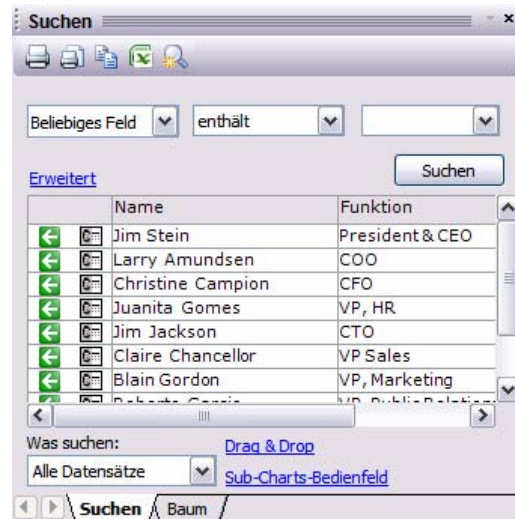 Suchen
Beliebiges Feld enthält
Erweitert Suchen
Name Funktion
Jim Stein President & CEO
Larry Amundsen COO
Christine Campion CFO
Juanita Gomes VP, HR
Jim Jackson CTO
Claire Chancellor VP Sales
Blain Gordon VP, Marketing
Was suchen: Drag & Drop
Alle Datensätze Sub-Charts-Bedienfeld
Suchen Baum